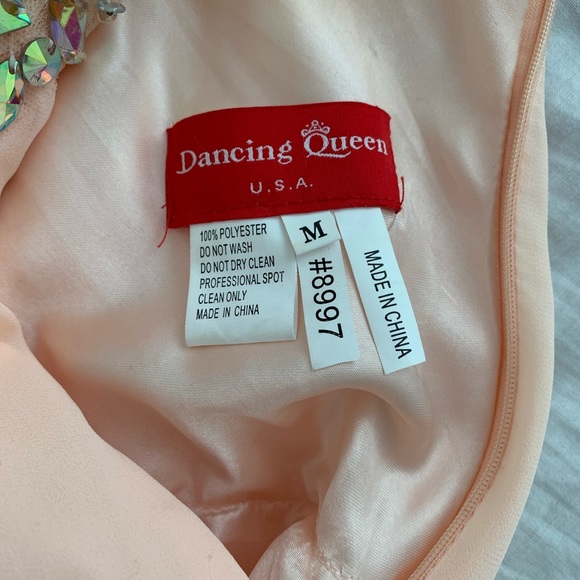 Dancing Queen
U.S.A.
100% POLYESTER
DO NOT WASH
DO NOT DRY CLEAN
PROFESSIONAL SPOT
CLEAN ONLY
MADE IN CHINA
M
#8997
MADE IN CHINA